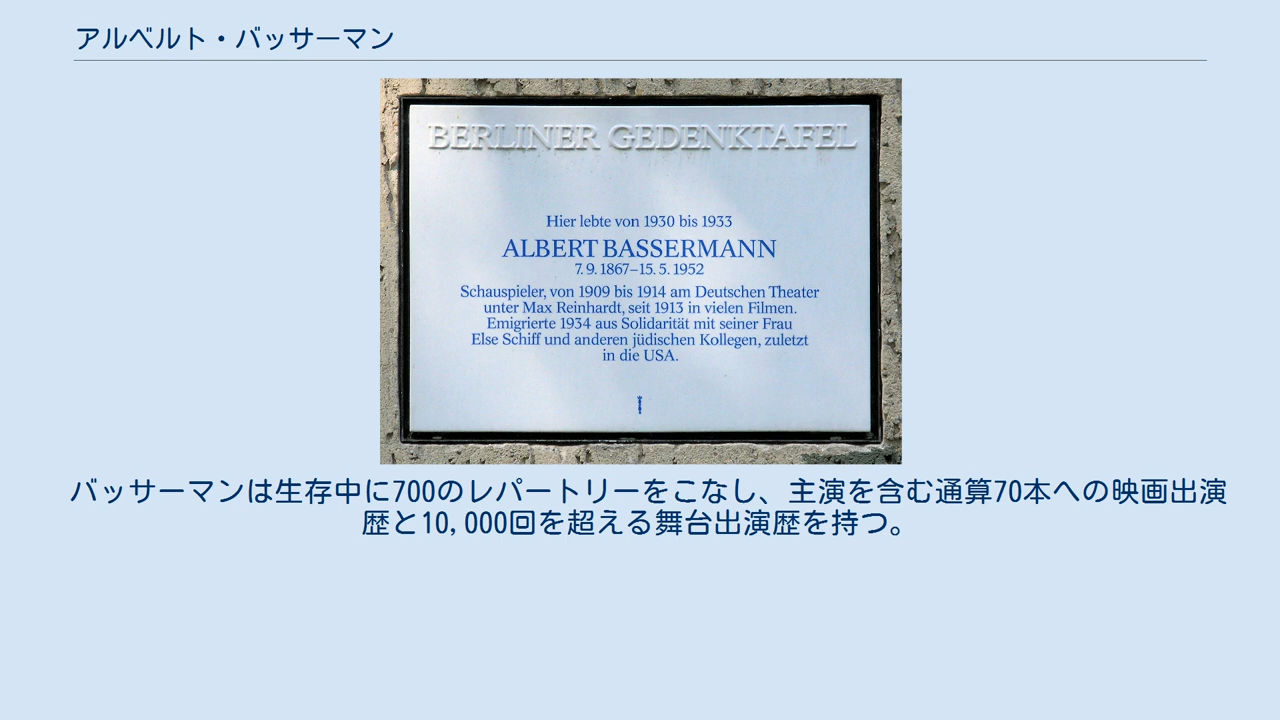 アルベルト・バッサーマン
BERLINER GEDENKTAFEL
Hier lebte von 1930 bis 1933
ALBERT BASSERMANN
7. 9. 1867–15. 5. 1952
Schauspieler, von 1909 bis 1914 am Deutschen Theater
unter Max Reinhardt, seit 1913 in vielen Filmen.
Emigrierte 1934 aus Solidarität mit seiner Frau
Else Schiff und anderen jüdischen Kollegen, zuletzt
in die USA.
バッサーマンは生存中に700のレパートリーをこなし、主演を含む通算70本への映画出演
歴と10,000回を超える舞台出演歴を持つ。